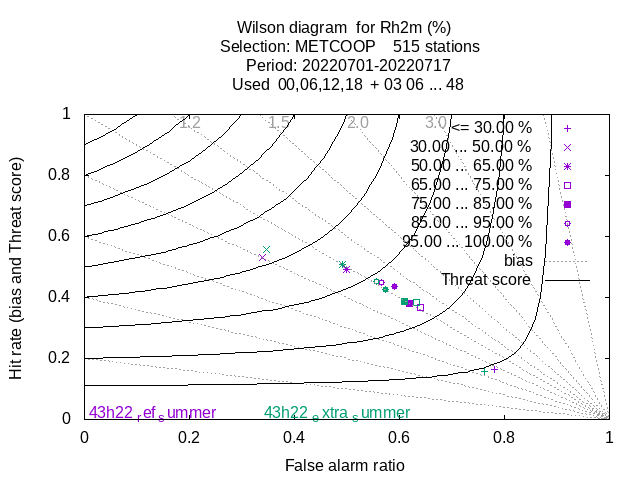 Wilson diagram for Rh2m (%)
Selection: METCOOP 515 stations
Period: 20220701-20220717
Used 00,06,12,18 + 03 06 ... 48
1.2 1.5 2.0 3.0
<= 30.00 %
30.00 ... 50.00 %
50.00 ... 65.00 %
65.00 ... 75.00 %
75.00 ... 85.00 %
85.00 ... 95.00 %
95.00 ... 100.00 %
bias
Threat score
1
0.8
0.6
0.4
0.2
0
Hit rate (bias and Threat score)
43h22_ref_summer 43h22_extra_summer
0 0.2 0.4 0.6 0.8 1
False alarm ratio